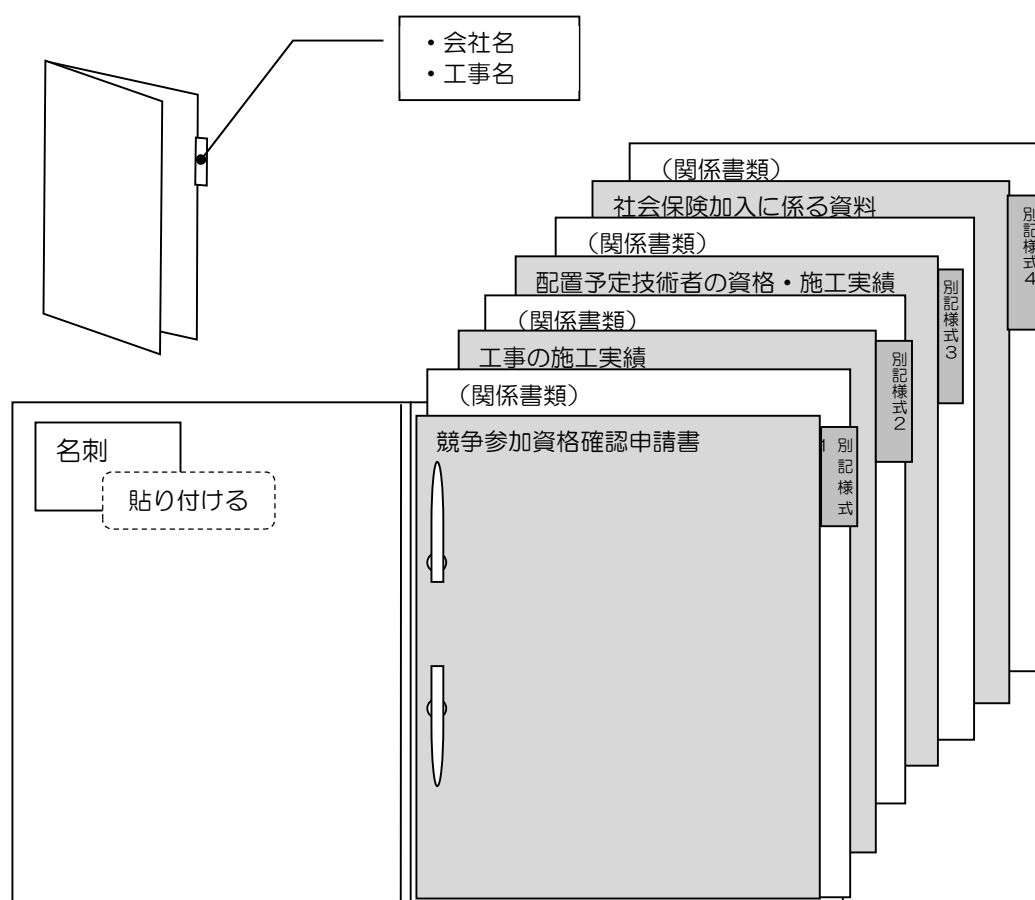 ・会社名
・工事名
（関係書類）
社会保険加入に係る資料
別記様式4
（関係書類）
配置予定技術者の資格・施工実績
別記様式3
（関係書類）
工事の施工実績
別記様式2
（関係書類）
競争参加資格確認申請書
別記様式1
名刺
貼り付ける